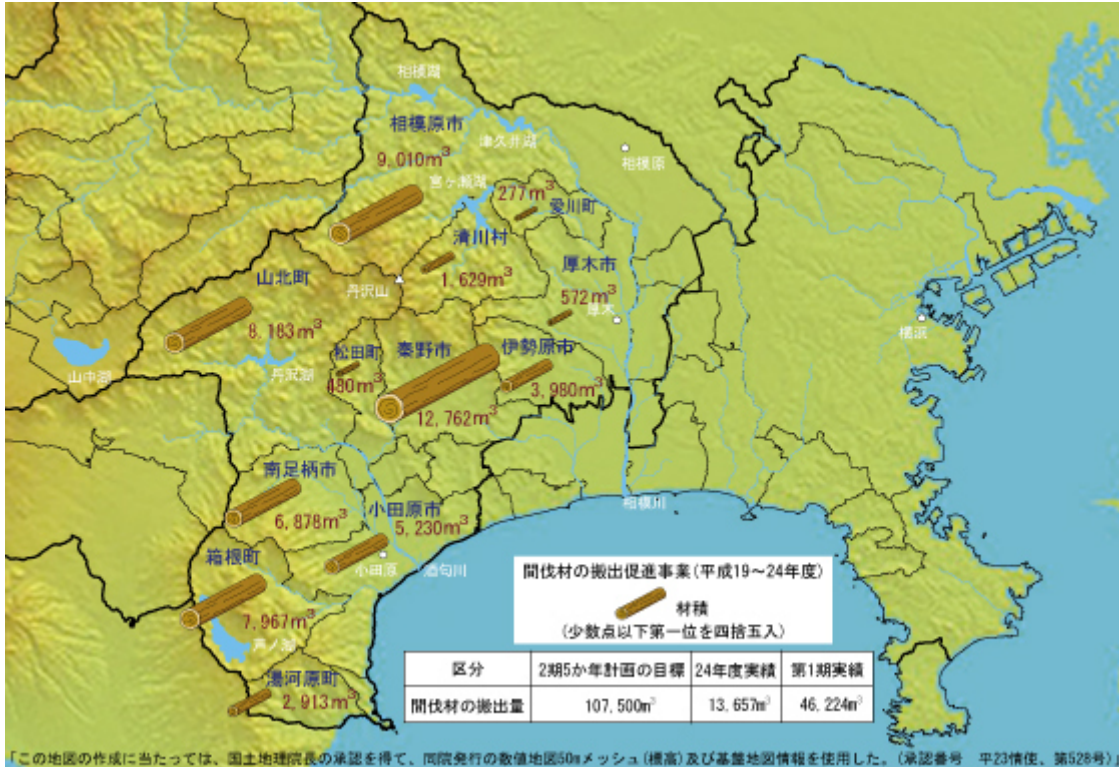 相模湖
相模原市
9,010m³
津久井湖
相模原
宮ヶ瀬湖
277m³
愛川町
清川村
1,629m³
厚木市
572m³
厚木
山北町
8,183m³
丹沢山
山中湖
丹沢湖
松田町
480m³
秦野市
12,762m³
伊勢原市
3,980m³
横浜
南足柄市
6,878m³
小田原市
5,230m³
相模川
箱根町
7,967m³
小田原
酒匂川
芦ノ湖
湯河原町
2,913m³
間伐材の搬出促進事業(平成19～24年度)
材積
(少数点以下第一位を四捨五入)
区分 2期5か年計画の目標 24年度実績 第1期実績
間伐材の搬出量 107,500m³ 13,657m³ 46,224m³
「この地図の作成に当たっては、国土地理院長の承認を得て、同院発行の数値地図50mメッシュ(標高)及び基盤地図情報を使用した。(承認番号 平23情使、第528号)